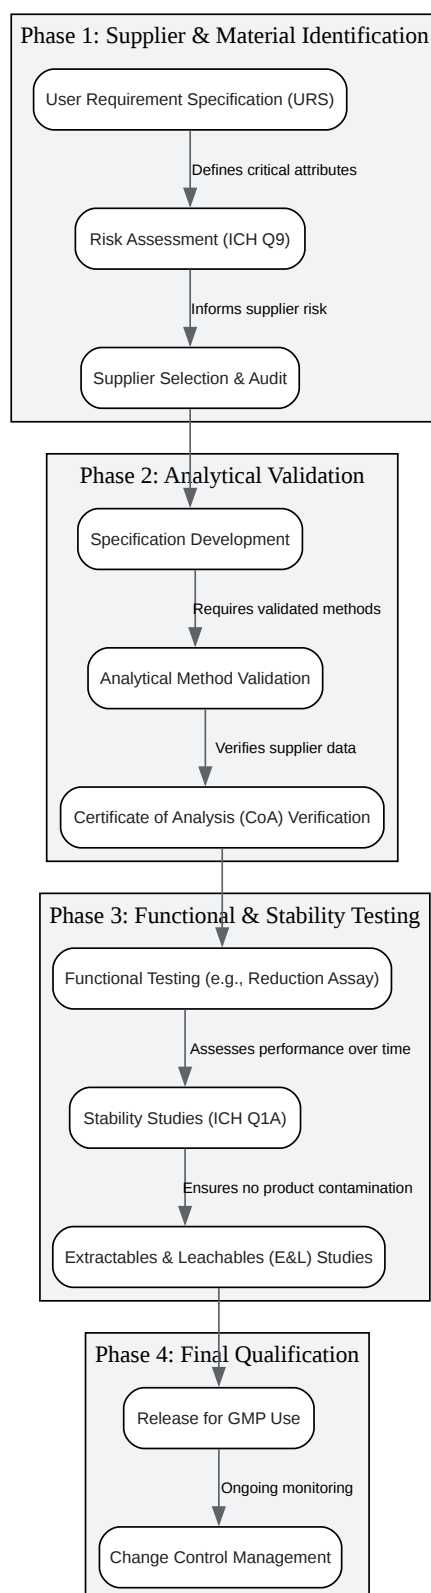 Phase 1: Supplier & Material Identification
User Requirement Specification (URS)
Defines critical attributes
Risk Assessment (ICH Q9)
Informs supplier risk
Supplier Selection & Audit
Phase 2: Analytical Validation
Specification Development
Requires validated methods
Analytical Method Validation
Verifies supplier data
Certificate of Analysis (CoA) Verification
Phase 3: Functional & Stability Testing
Functional Testing (e.g., Reduction Assay)
Assesses performance over time
Stability Studies (ICH Q1A)
Ensures no product contamination
Extractables & Leachables (E&L) Studies
Phase 4: Final Qualification
Release for GMP Use
Ongoing monitoring
Change Control Management